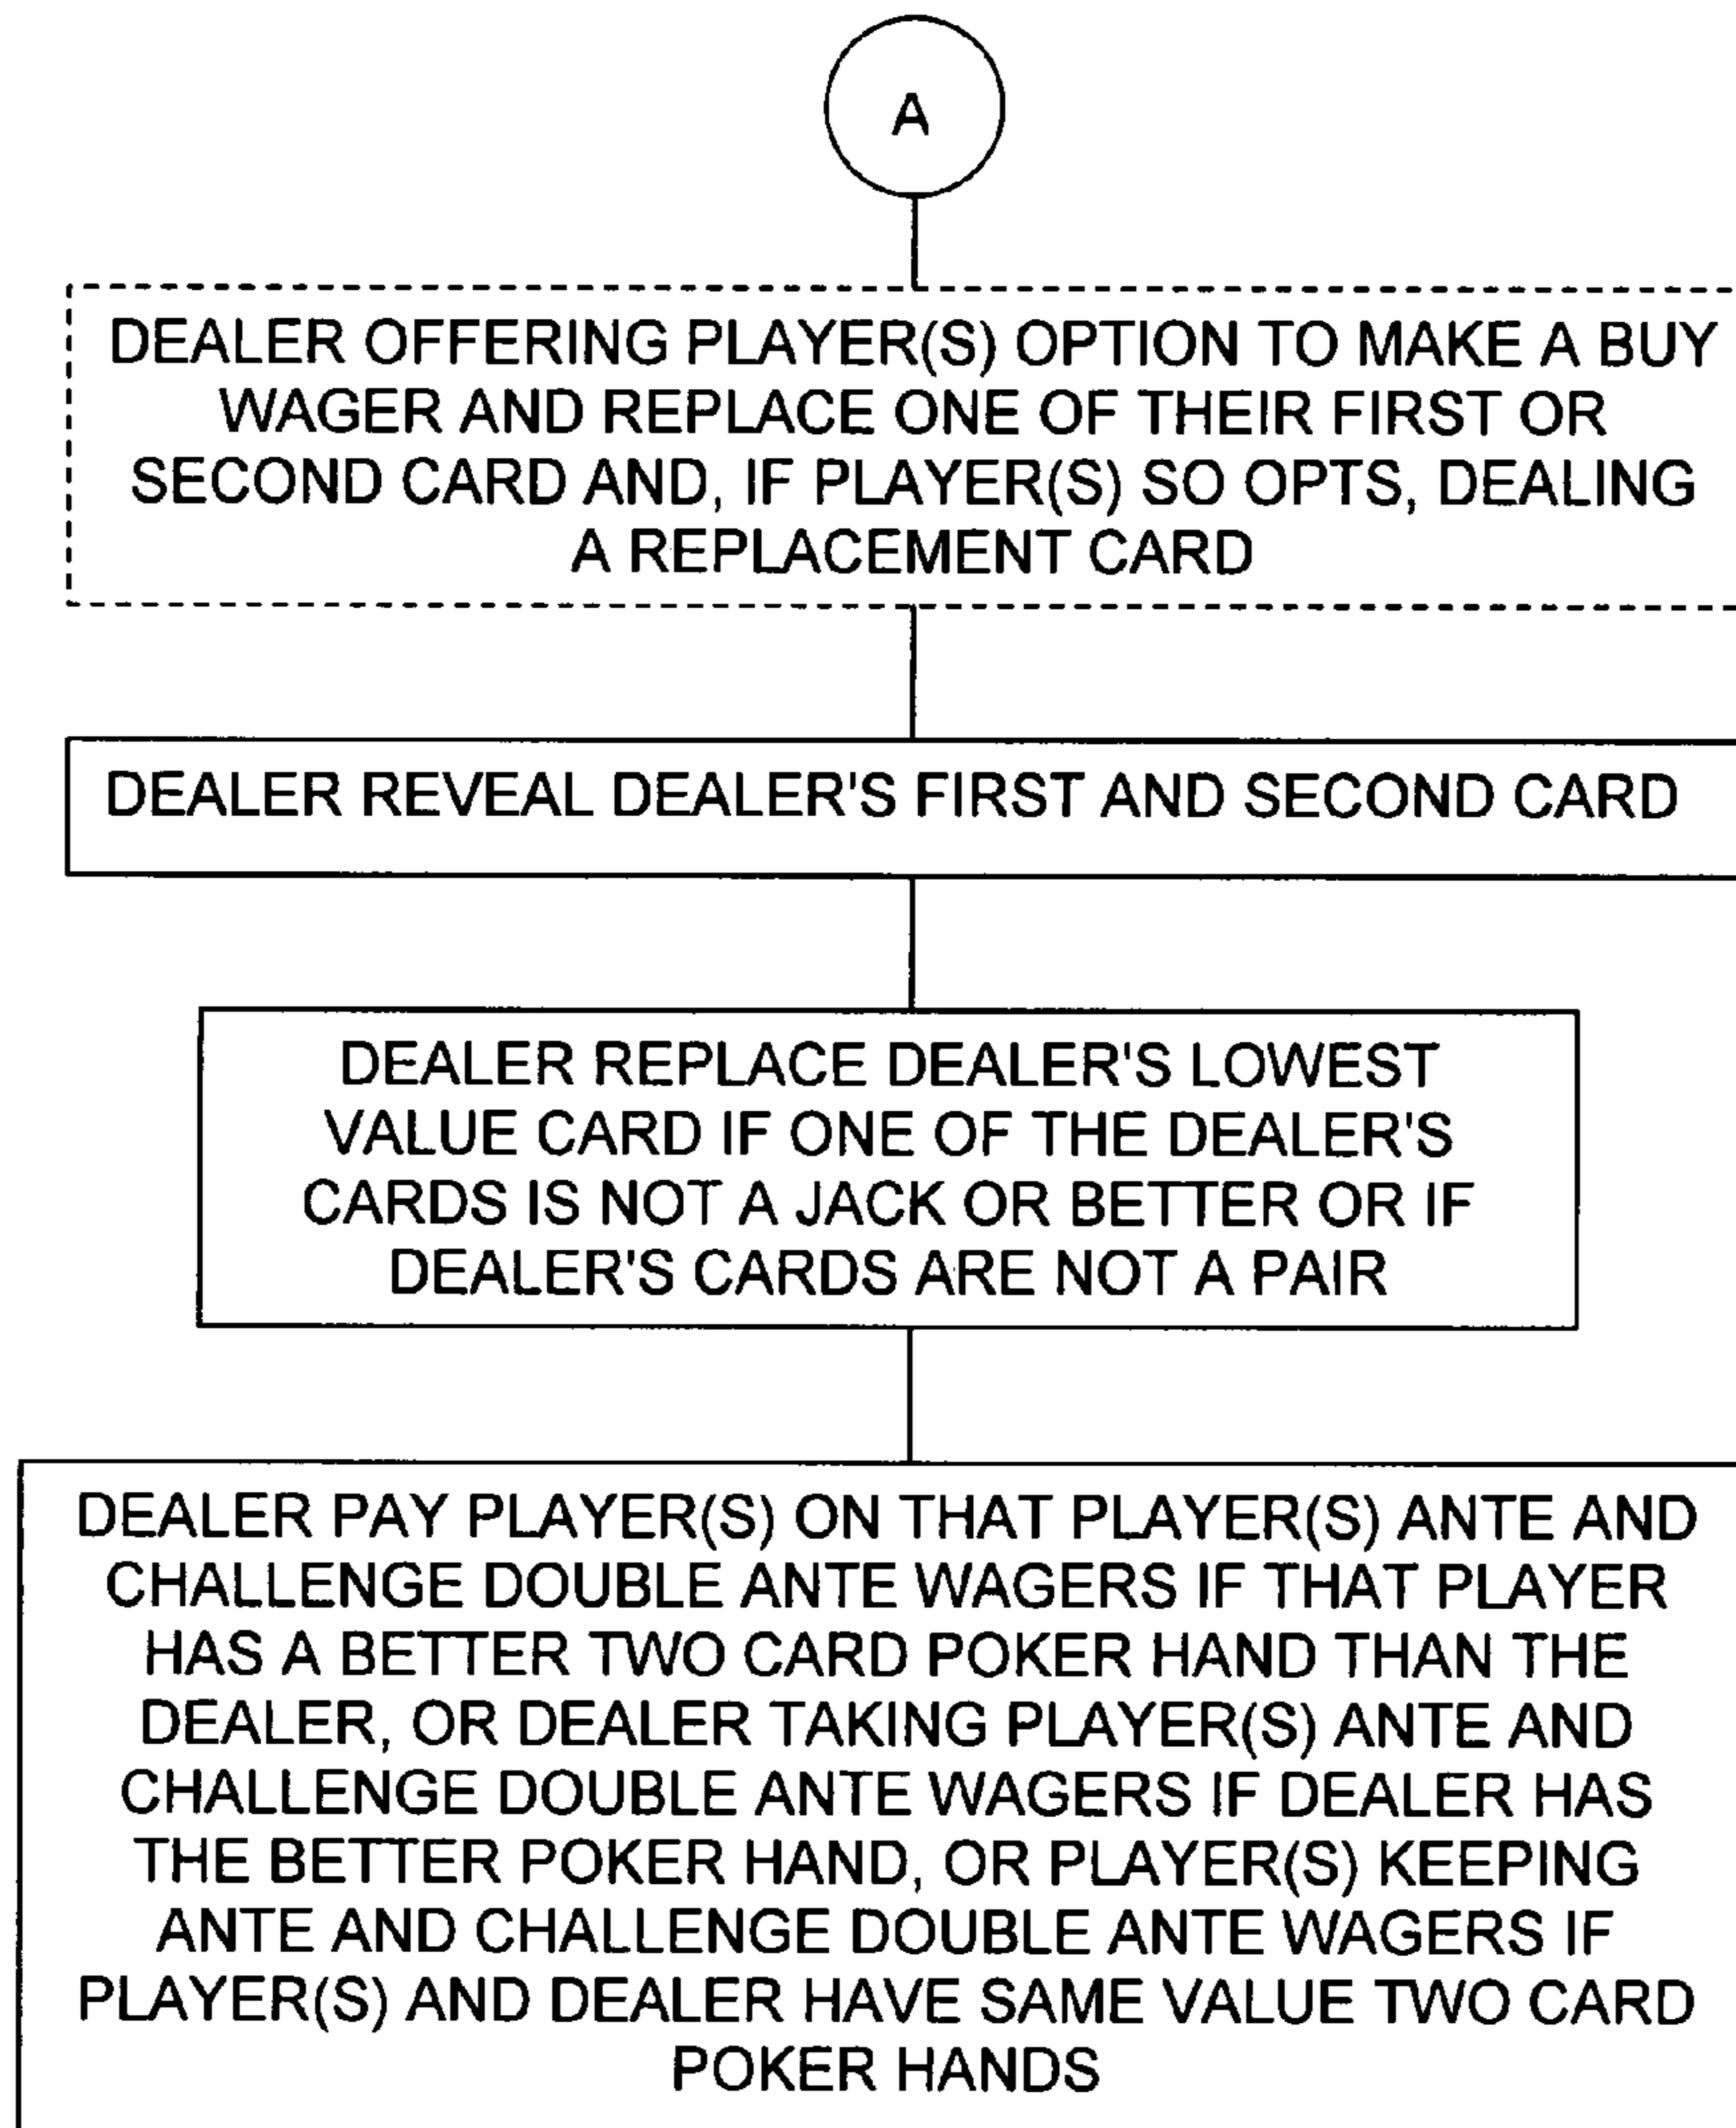 A
DEALER OFFERING PLAYER(S) OPTION TO MAKE A BUY
WAGER AND REPLACE ONE OF THEIR FIRST OR
SECOND CARD AND, IF PLAYER(S) SO OPTS, DEALING
A REPLACEMENT CARD
DEALER REVEAL DEALER'S FIRST AND SECOND CARD
DEALER REPLACE DEALER'S LOWEST
VALUE CARD IF ONE OF THE DEALER'S
CARDS IS NOT A JACK OR BETTER OR IF
DEALER'S CARDS ARE NOT A PAIR
DEALER PAY PLAYER(S) ON THAT PLAYER(S) ANTE AND
CHALLENGE DOUBLE ANTE WAGERS IF THAT PLAYER
HAS A BETTER TWO CARD POKER HAND THAN THE
DEALER, OR DEALER TAKING PLAYER(S) ANTE AND
CHALLENGE DOUBLE ANTE WAGERS IF DEALER HAS
THE BETTER POKER HAND, OR PLAYER(S) KEEPING
ANTE AND CHALLENGE DOUBLE ANTE WAGERS IF
PLAYER(S) AND DEALER HAVE SAME VALUE TWO CARD
POKER HANDS